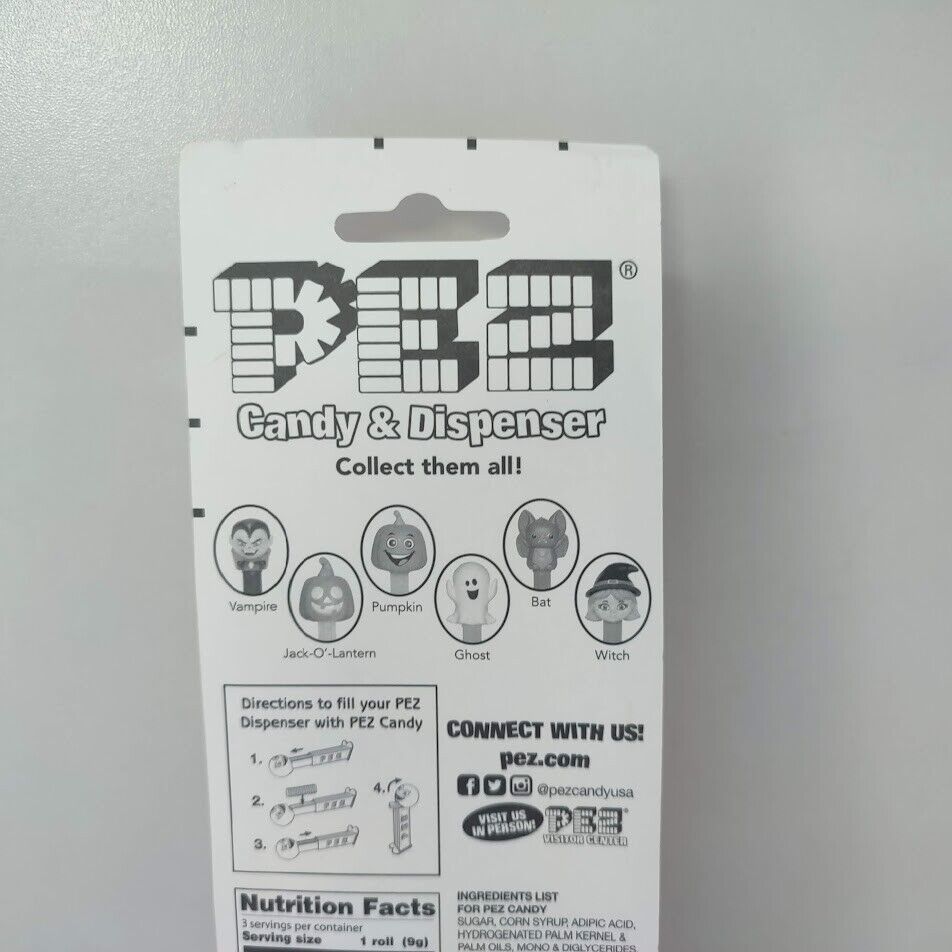 PEZ®
Candy & Dispenser
Collect them all!
Vampire
Jack-O'-Lantern
Pumpkin
Ghost
Bat
Witch
Directions to fill your PEZ
Dispenser with PEZ Candy
1.
2.
3.
4.
CONNECT WITH US!
pez.com
@pezcandyusa
VISIT US
IN PERSON!
PEZ
VISITOR CENTER
Nutrition Facts
3 servings per container
Serving size 1 roll (9g)
INGREDIENTS LIST
FOR PEZ CANDY
SUGAR, CORN SYRUP, ADIPIC ACID,
HYDROGENATED PALM KERNEL &
PALM OILS, MONO & DIGLYCERIDES,